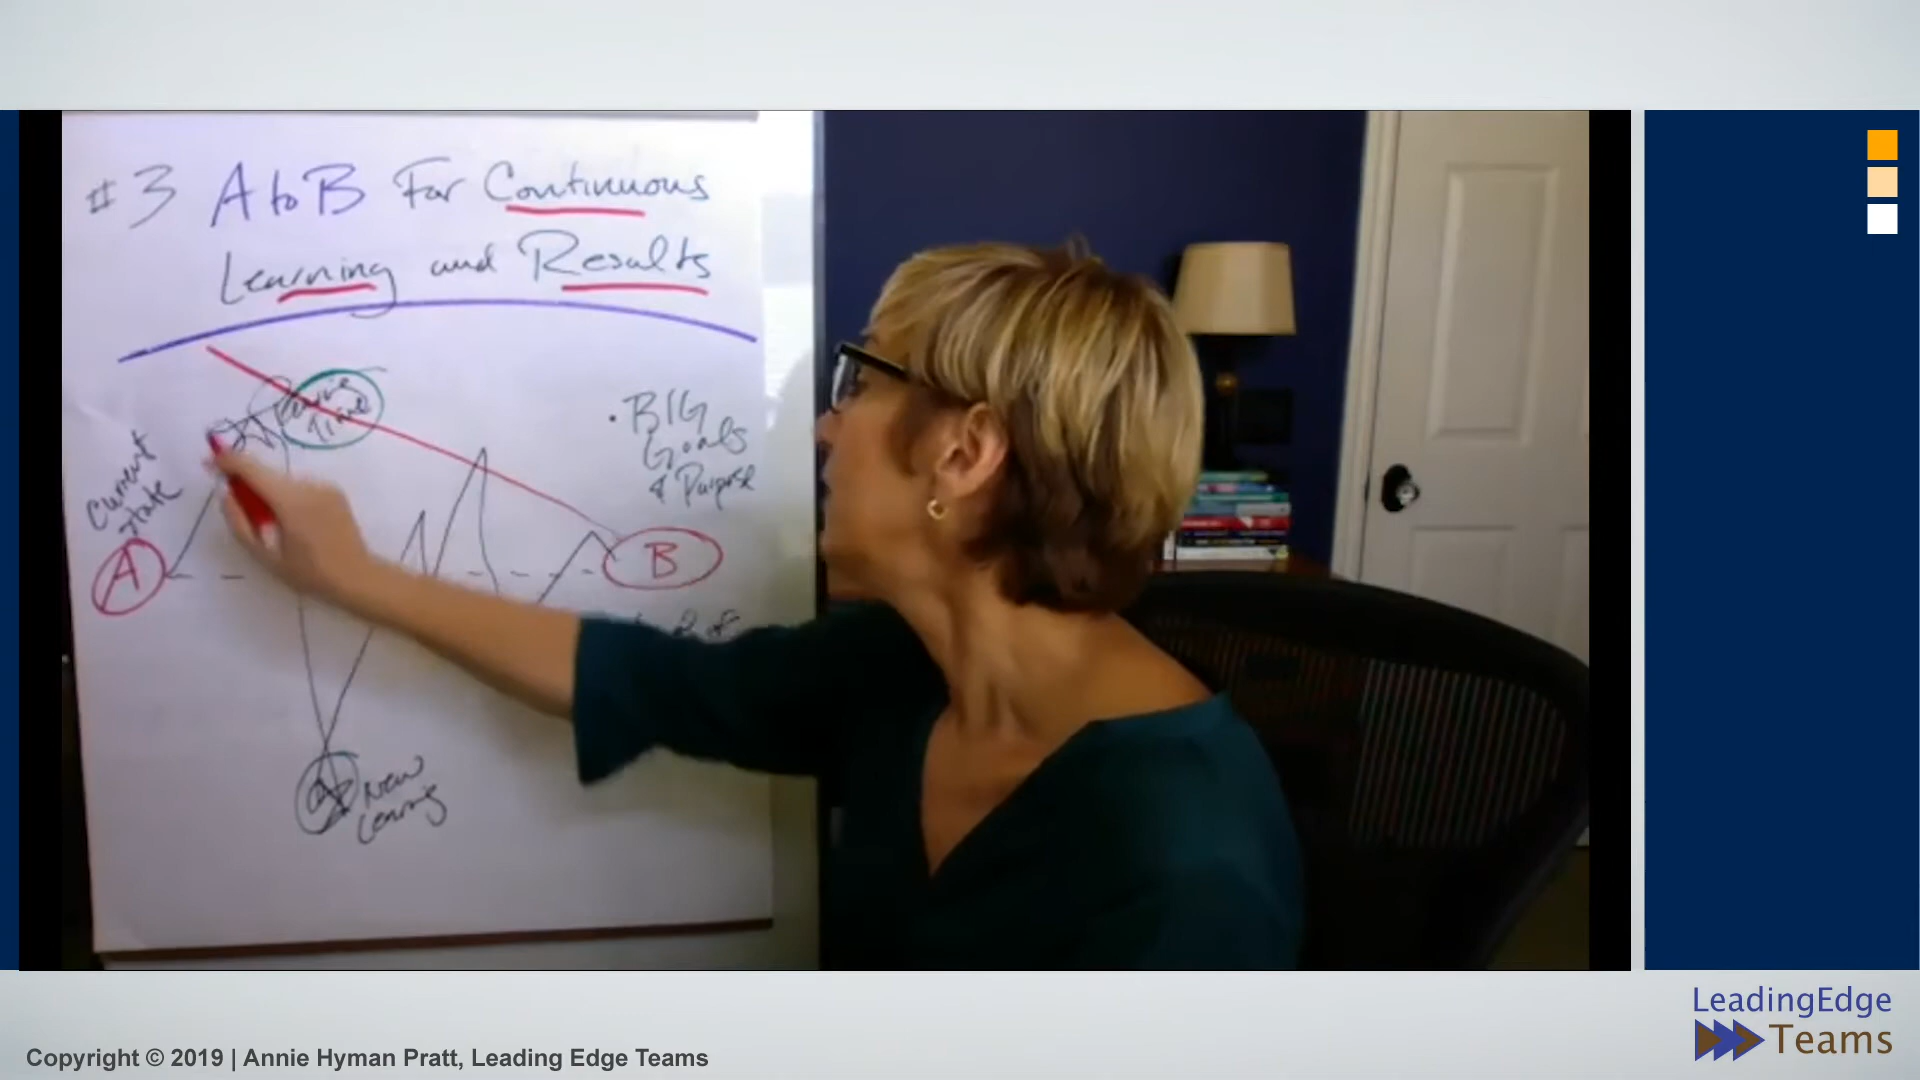 #3 A to B For Continuous
Learning and Results
Time
• BIG
Goals
& Purpose
Current
State
A
B
New
Learning
LeadingEdge
Teams
Copyright © 2019 | Annie Hyman Pratt, Leading Edge Teams